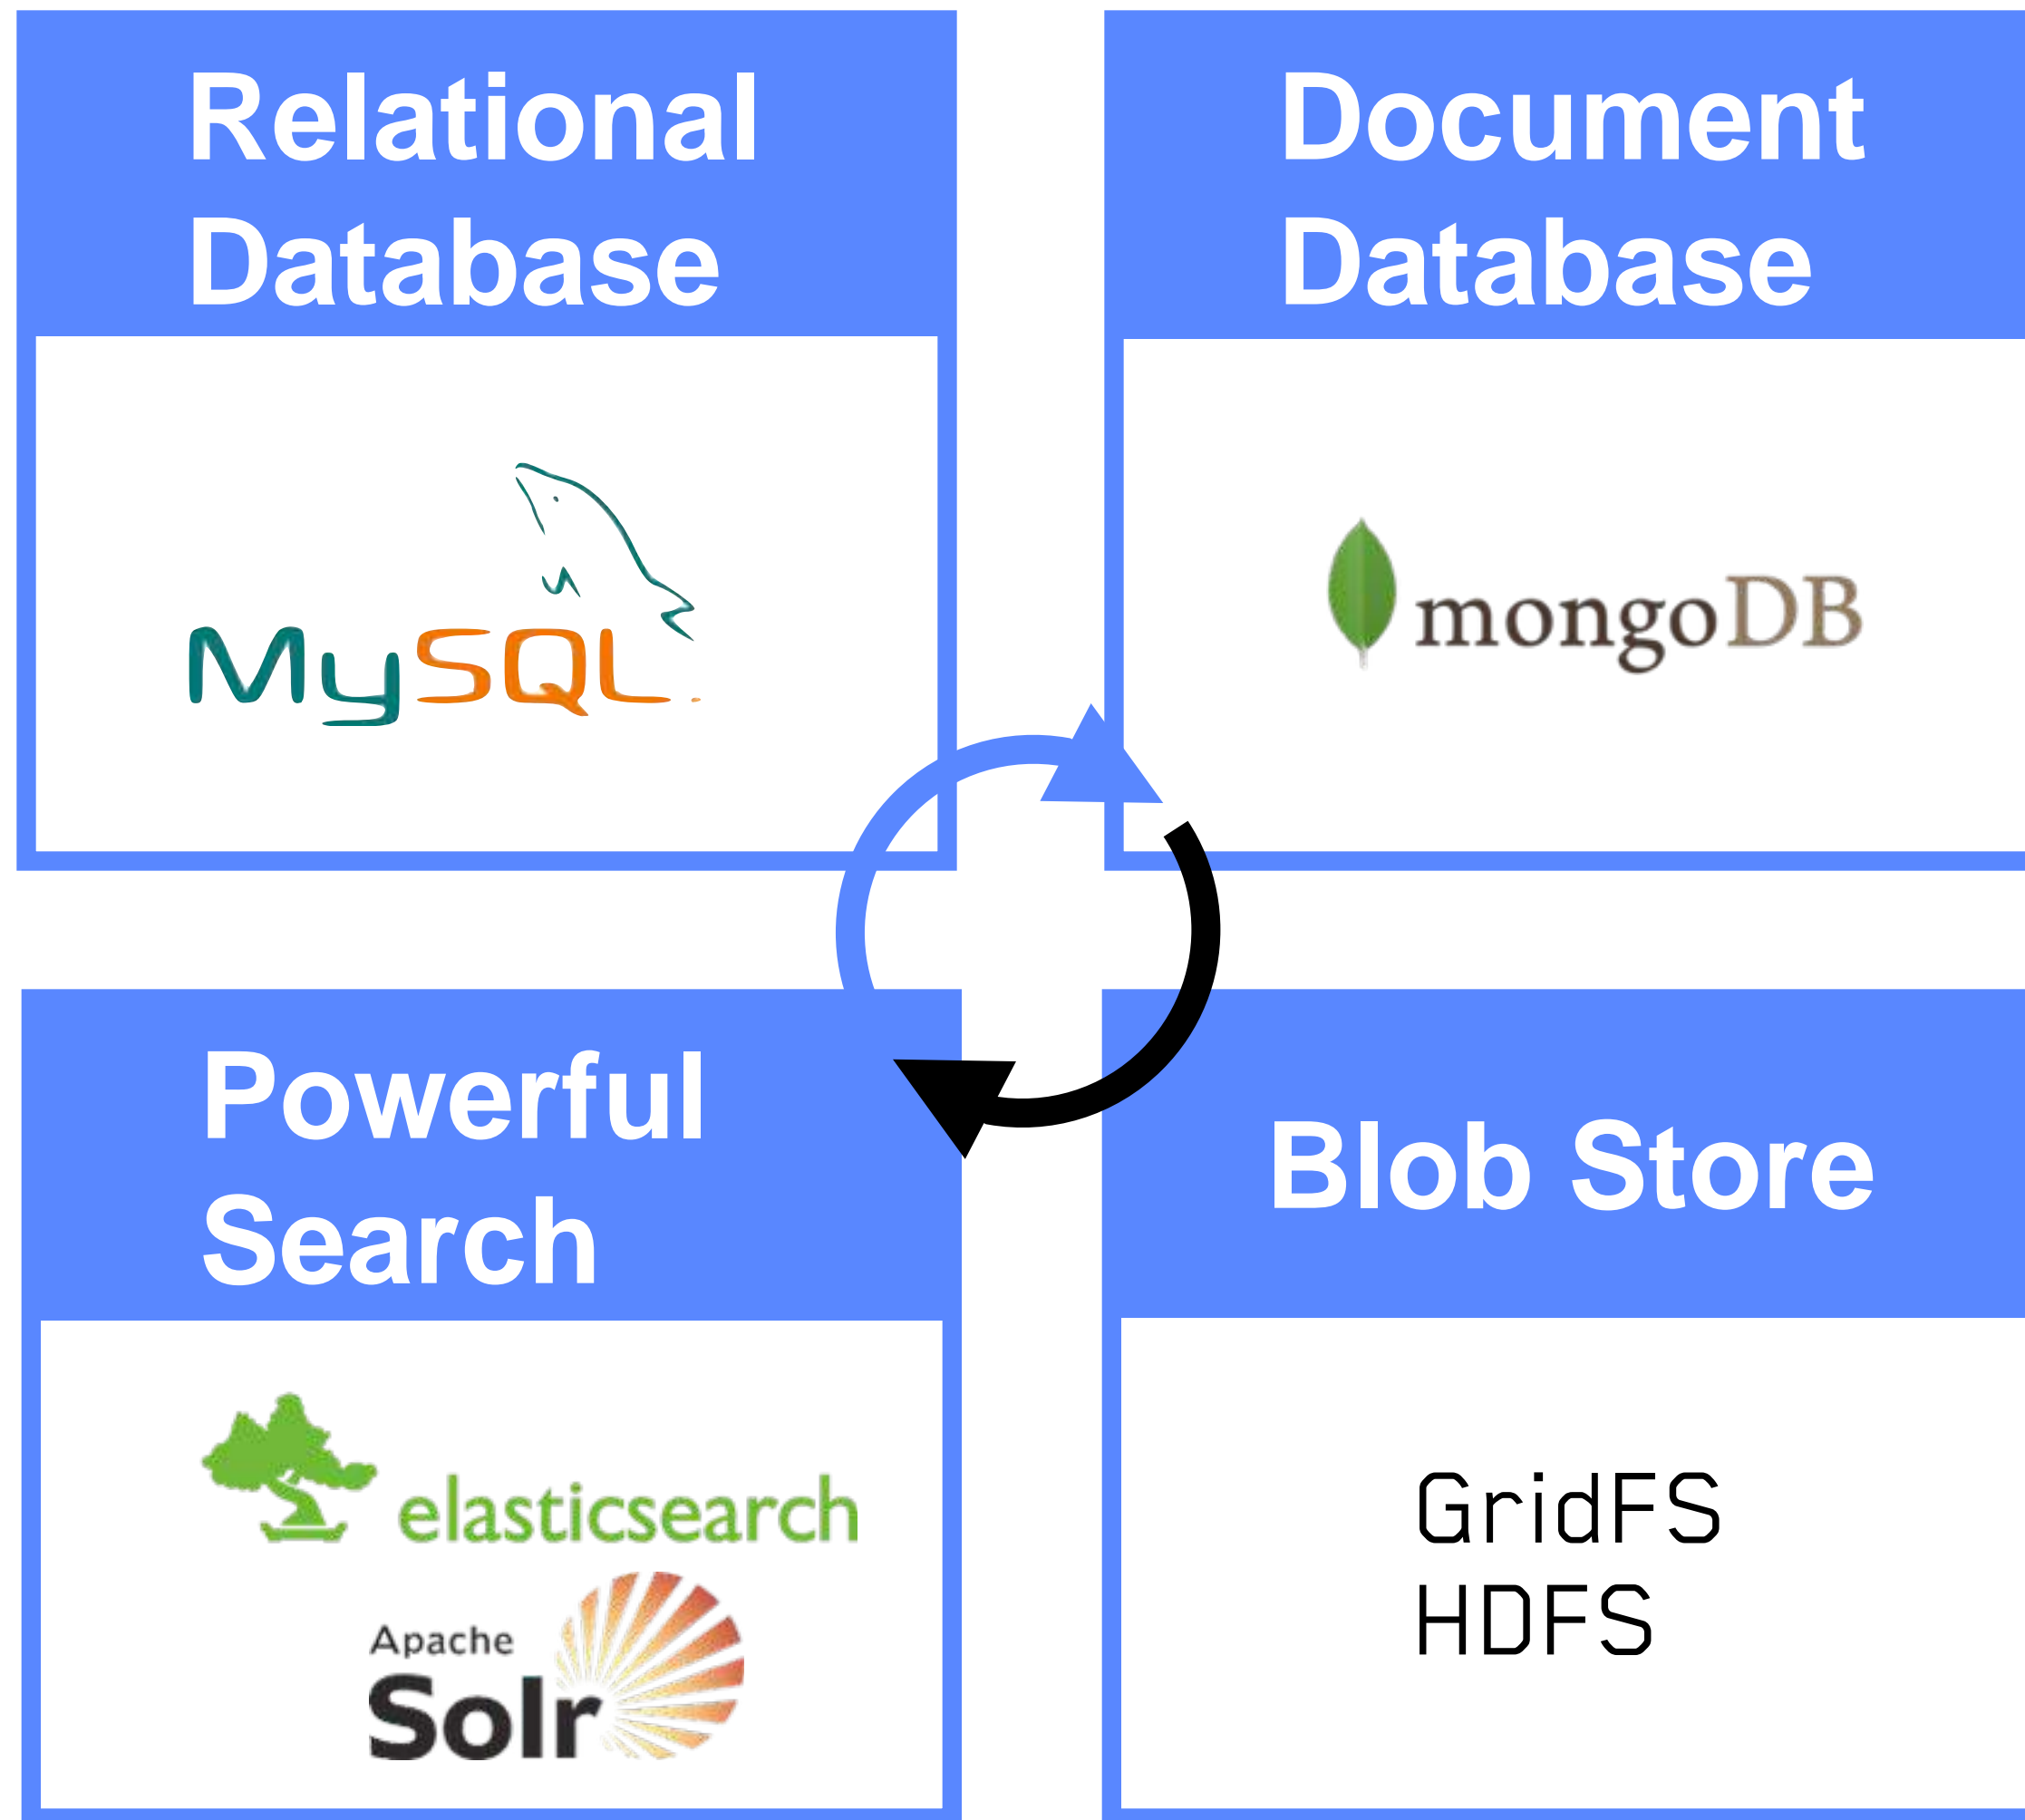 Relational
Database
MySQL
Document
Database
mongoDB
Powerful
Search
elasticsearch
Apache
Solr
Blob Store
GridFS
HDFS